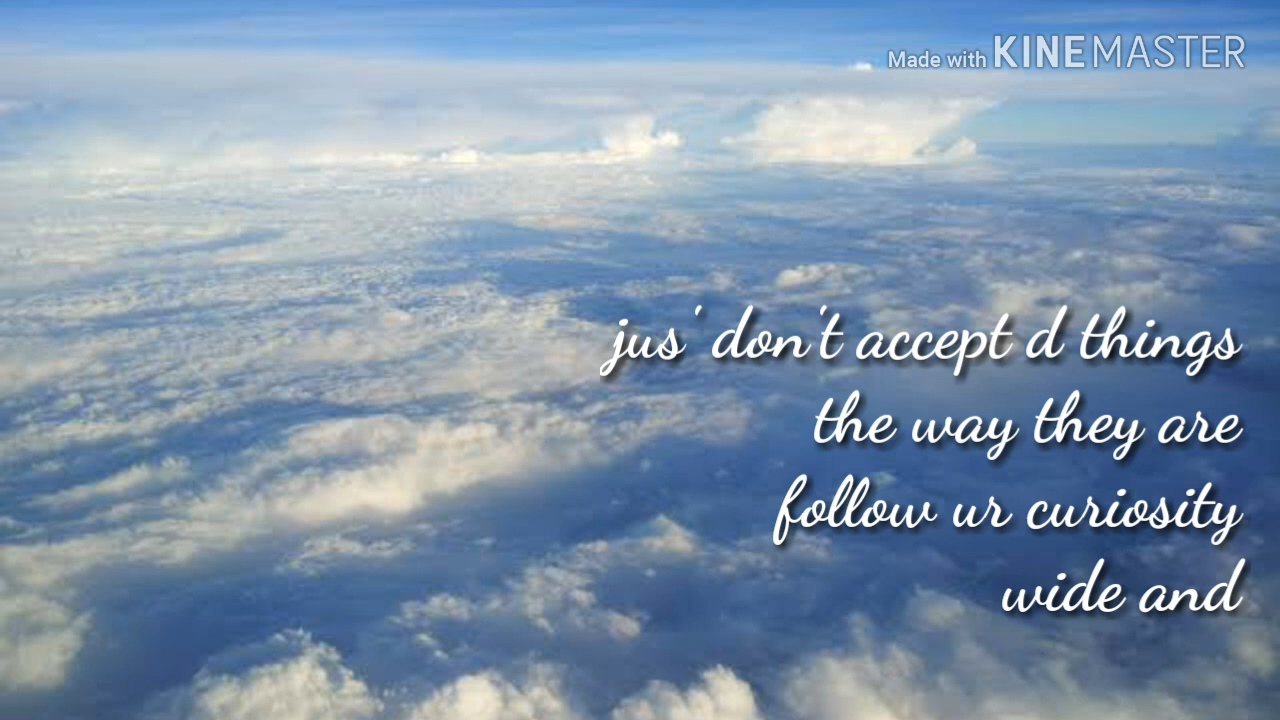 Made with KINEMASTER
jus' don't accept d things
the way they are
follow ur curiosity
wide and